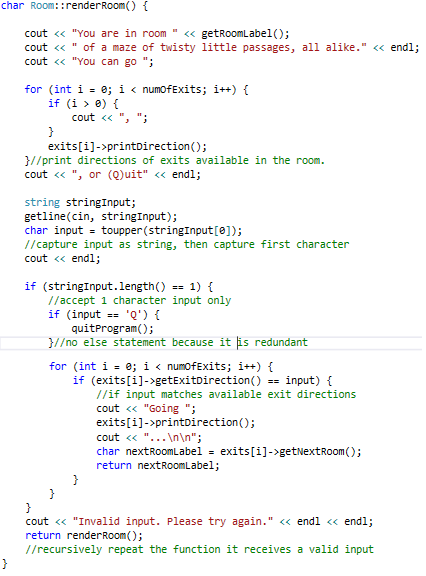 char Room::renderRoom() {
cout << "You are in room " << getRoomLabel();
cout << " of a maze of twisty little passages, all alike." << endl;
cout << "You can go ";
for (int i = 0; i < numOfExits; i++) {
if (i > 0) {
cout << ", ";
}
exits[i]->printDirection();
}//print directions of exits available in the room.
cout << ", or (Q)uit" << endl;
string stringInput;
getline(cin, stringInput);
char input = toupper(stringInput[0]);
//capture input as string, then capture first character
cout << endl;
if (stringInput.length() == 1) {
//accept 1 character input only
if (input == 'Q') {
quitProgram();
}//no else statement because it is redundant
for (int i = 0; i < numOfExits; i++) {
if (exits[i]->getExitDirection() == input) {
//if input matches available exit directions
cout << "Going ";
exits[i]->printDirection();
cout << "...\n\n";
char nextRoomLabel = exits[i]->getNextRoom();
return nextRoomLabel;
}
}
}
cout << "Invalid input. Please try again." << endl << endl;
return renderRoom();
//recursively repeat the function it receives a valid input
}